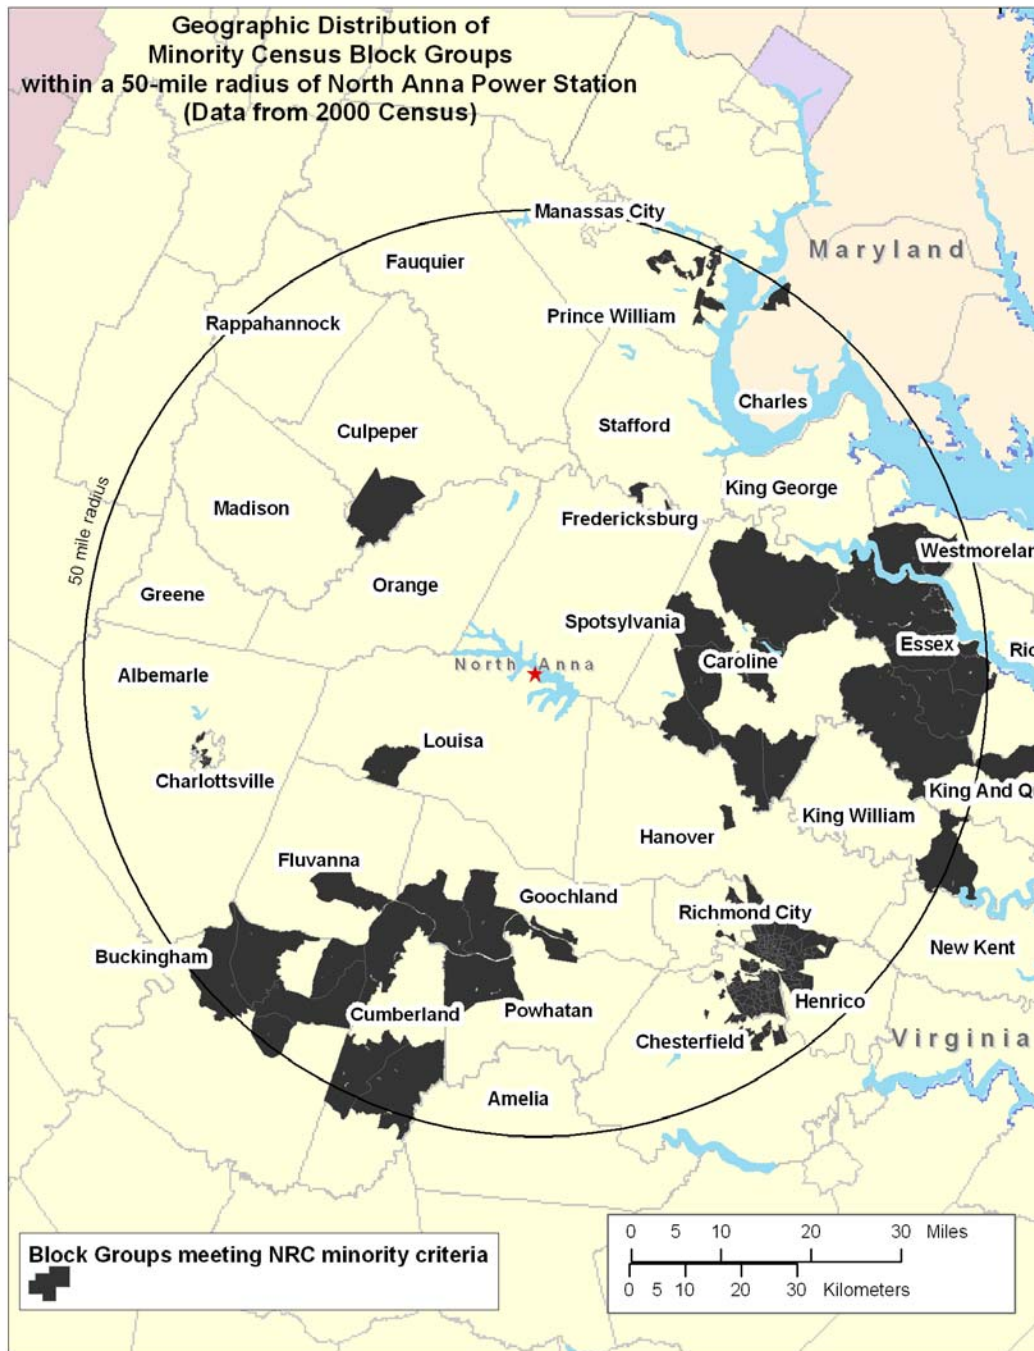 Geographic Distribution of
Minority Census Block Groups
within a 50-mile radius of North Anna Power Station
(Data from 2000 Census)
Manassas City
Maryland
Fauquier
Prince William
Rappahannock
Charles
Stafford
Culpeper
King George
Madison
Fredericksburg
50 mile radius
Westmorelan
Orange
Greene
Spotsylvania
Essex
Ric
North Anna
Caroline
Albemarle
Louisa
Charlottsville
King And Qu
King William
Hanover
Fluvanna
Goochland
Richmond City
New Kent
Buckingham
Henrico
Cumberland
Powhatan
Chesterfield
Virginia
Amelia
Block Groups meeting NRC minority criteria
0 5 10 20 30 Miles
0 5 10 20 30 Kilometers